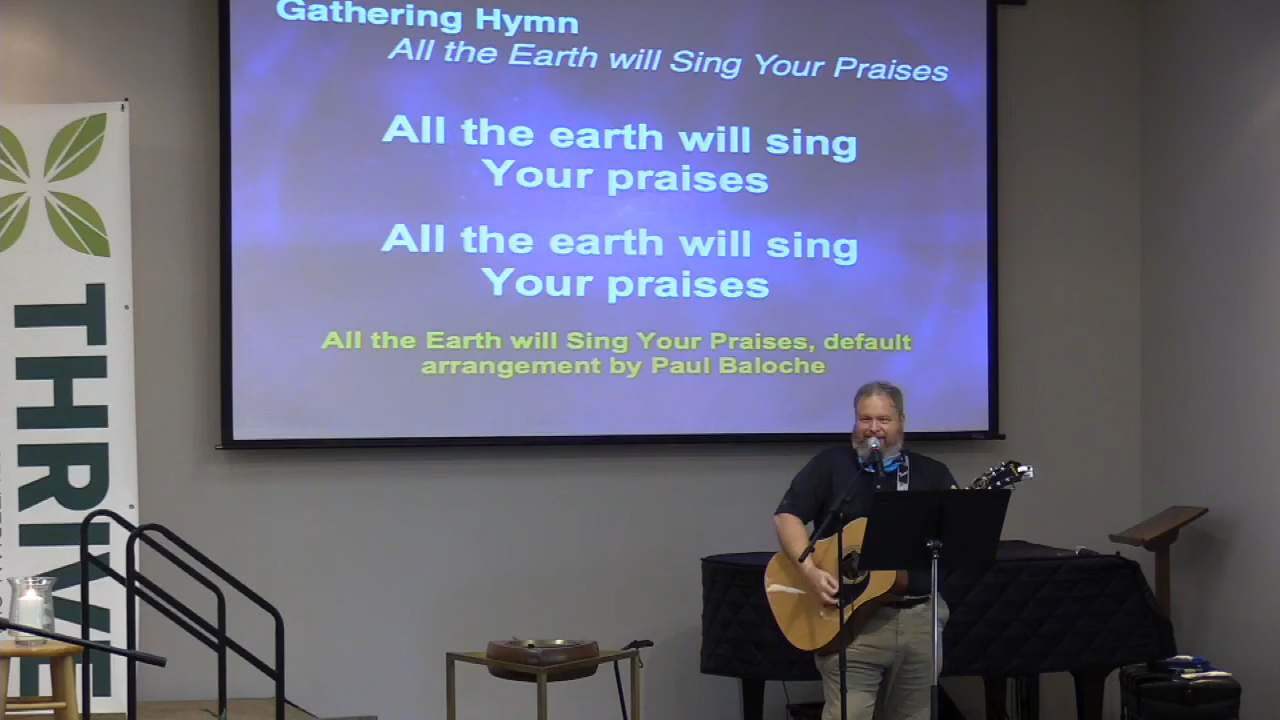 Gathering Hymn
All the Earth will Sing Your Praises
All the earth will sing
Your praises
All the earth will sing
Your praises
All the Earth will Sing Your Praises, default
arrangement by Paul Baloche
THRIVE